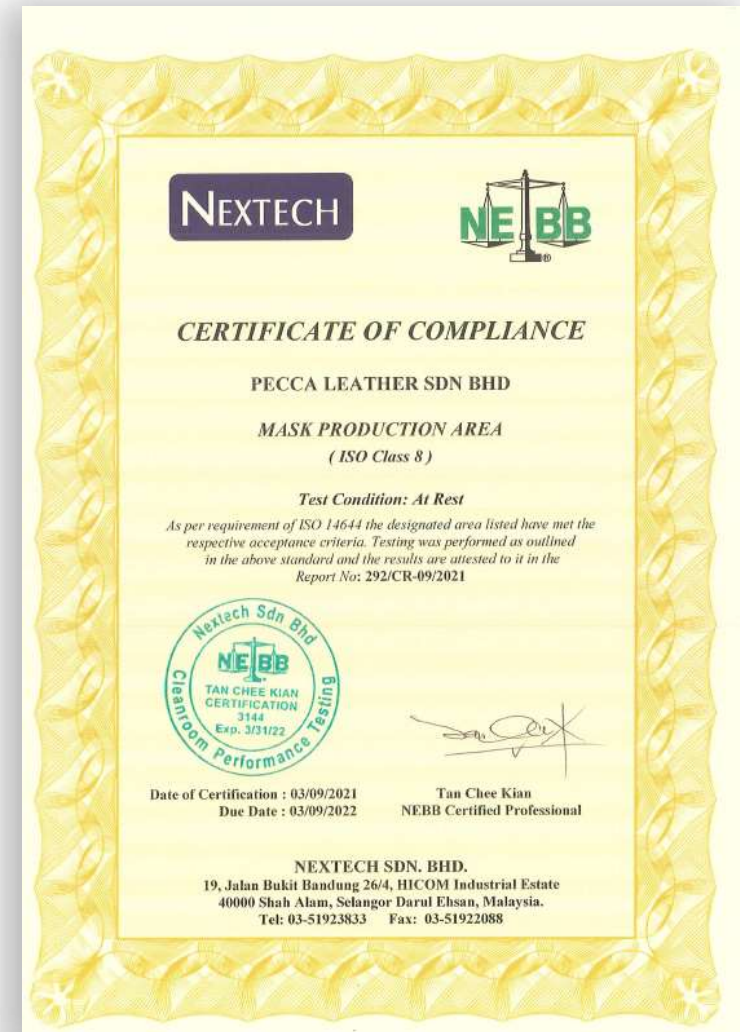 NEXTECH
NEBB
CERTIFICATE OF COMPLIANCE
PECCA LEATHER SDN BHD
MASK PRODUCTION AREA
( ISO Class 8 )
Test Condition: At Rest
As per requirement of ISO 14644 the designated area listed have met the
respective acceptance criteria. Testing was performed as outlined
in the above standard and the results are attested to it in the
Report No: 292/CR-09/2021
Nextech Sdn Bhd
NEBB
TAN CHEE KIAN
CERTIFICATION
3144
Exp. 3/31/22
Cleanroom Performance Testing
Date of Certification : 03/09/2021
Due Date : 03/09/2022
Tan Chee Kian
NEBB Certified Professional
NEXTECH SDN. BHD.
19, Jalan Bukit Bandung 26/4, HICOM Industrial Estate
40000 Shah Alam, Selangor Darul Ehsan, Malaysia.
Tel: 03-51923833 Fax: 03-51922088